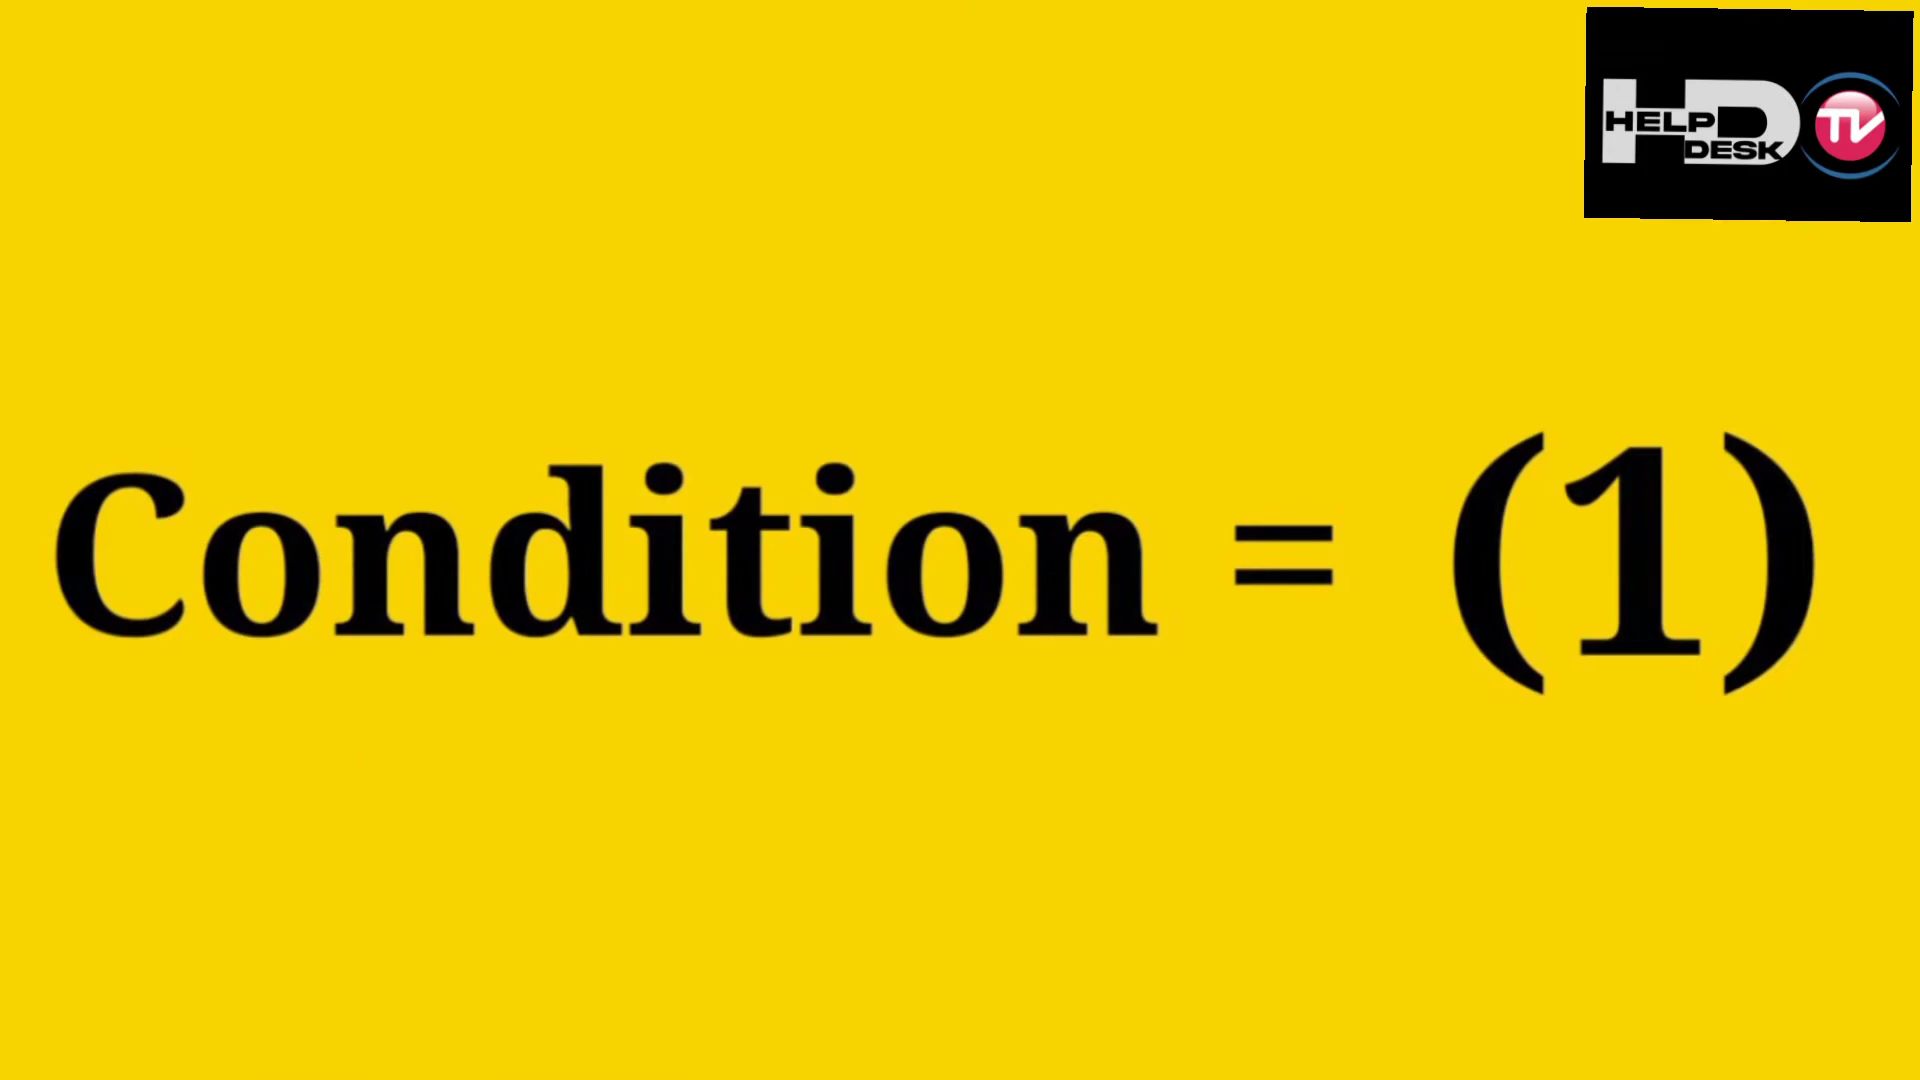 HELP
DESK
TV
Condition = (1)